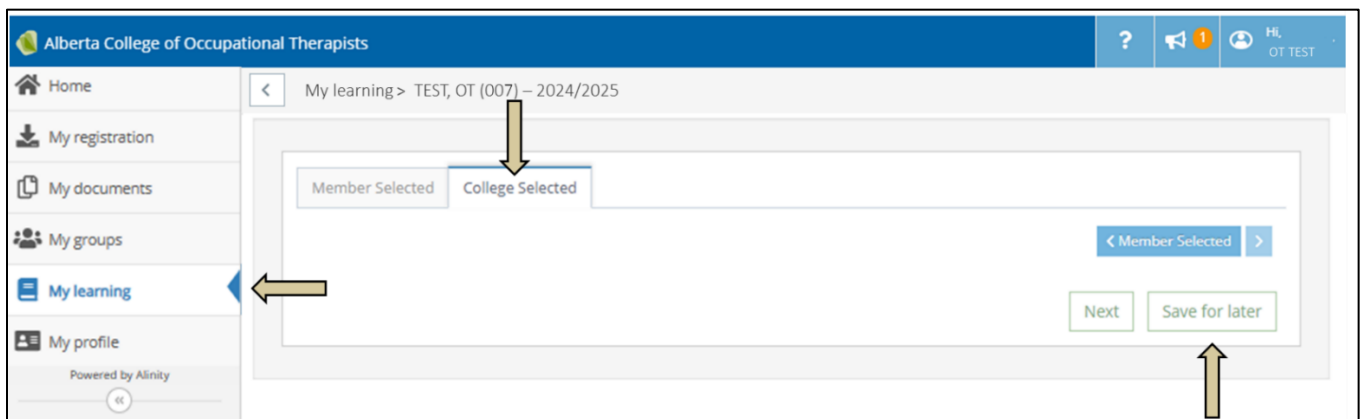 Alberta College of Occupational Therapists
? 1 Hi,
OT TEST
Home
My learning > TEST, OT (007) – 2024/2025
My registration
My documents
Member Selected College Selected
My groups
Member Selected
My learning
Next Save for later
My profile
Powered by Alinity